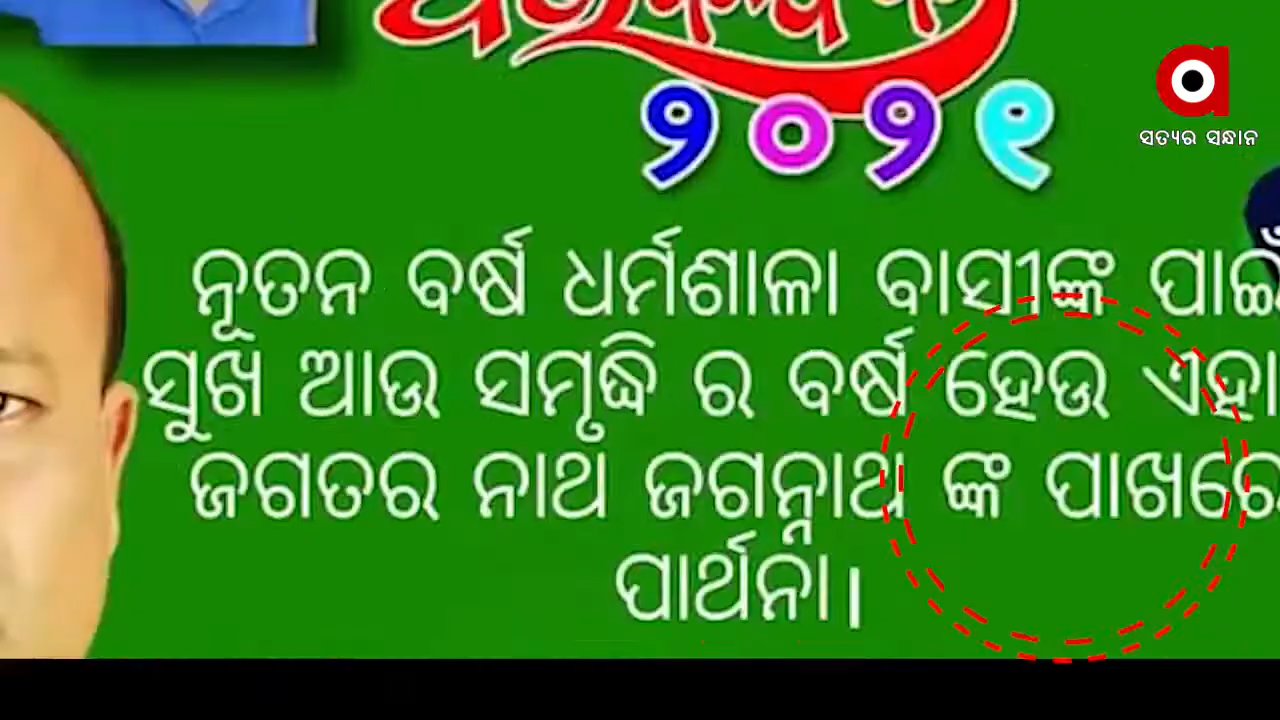 ୨୦୨୧
ସତ୍ୟର ସନ୍ଧାନ
ନୂତନ ବର୍ଷ ଧର୍ମଶାଳା ବାସୀଙ୍କ ପାଇଁ
ସୁଖ ଆଉ ସମୃଦ୍ଧି ର ବର୍ଷ ହେଉ ଏହା
ଜଗତର ନାଥ ଜଗନ୍ନାଥ ଙ୍କ ପାଖରେ
ପାର୍ଥନା।